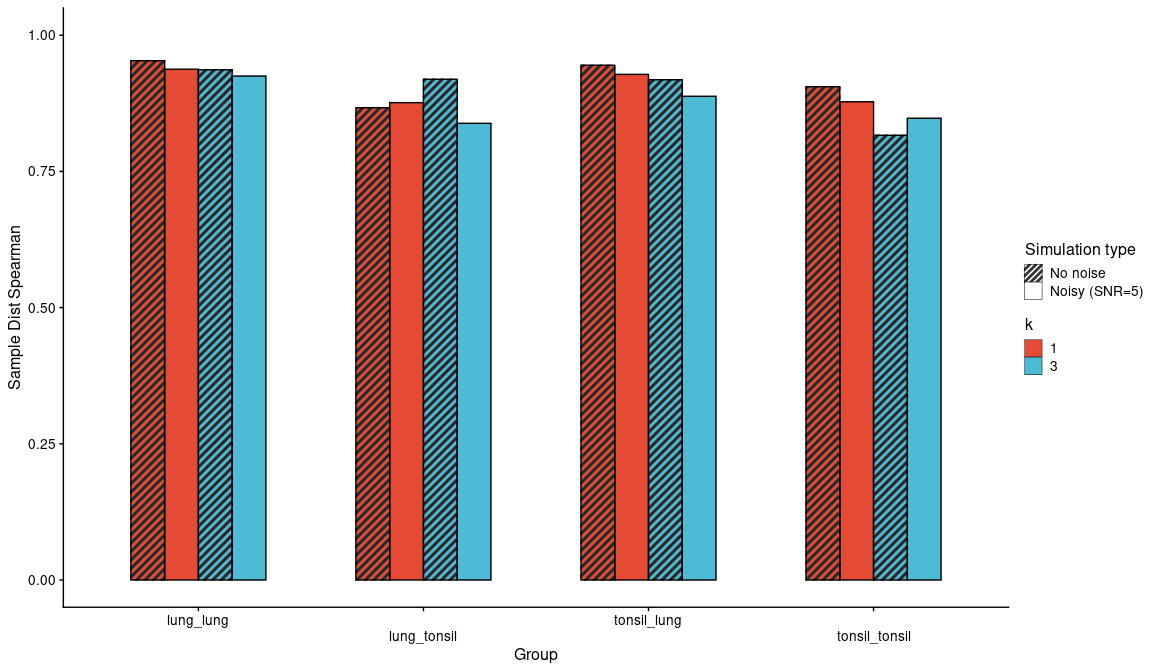 1.00
0.75
0.50
0.25
0.00
Sample Dist Spearman
lung_lung
lung_tonsil
tonsil_lung
tonsil_tonsil
Group
Simulation type
No noise
Noisy (SNR=5)
k
1
3